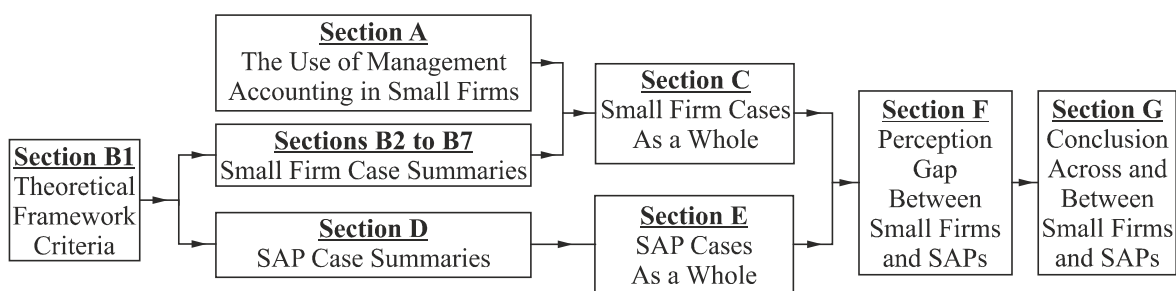 Section B1
Theoretical
Framework
Criteria
Section A
The Use of Management
Accounting in Small Firms
Sections B2 to B7
Small Firm Case Summaries
Section D
SAP Case Summaries
Section C
Small Firm Cases
As a Whole
Section E
SAP Cases
As a Whole
Section F
Perception
Gap
Between
Small Firms
and SAPs
Section G
Conclusion
Across and
Between
Small Firms
and SAPs